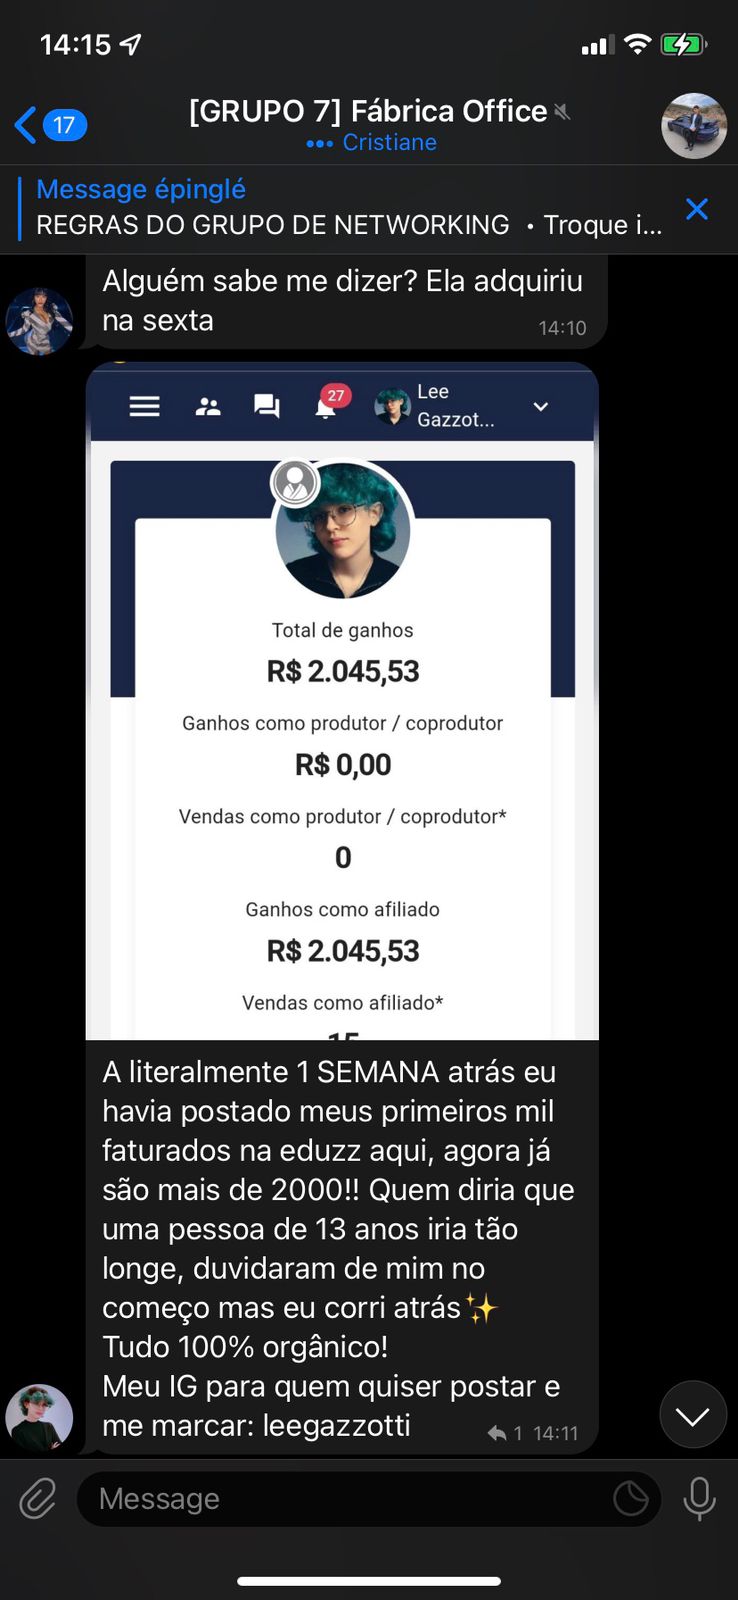 14:15
17
[GRUPO 7] Fábrica Office
••• Cristiane
Message épinglé
REGRAS DO GRUPO DE NETWORKING • Troque i...
Alguém sabe me dizer? Ela adquiriu
na sexta
14:10
27
Lee
Gazzot...
Total de ganhos
R$ 2.045,53
Ganhos como produtor / coprodutor
R$ 0,00
Vendas como produtor / coprodutor*
0
Ganhos como afiliado
R$ 2.045,53
Vendas como afiliado*
A literalmente 1 SEMANA atrás eu
havia postado meus primeiros mil
faturados na eduzz aqui, agora já
são mais de 2000!! Quem diria que
uma pessoa de 13 anos iria tão
longe, duvidaram de mim no
começo mas eu corri atrás✨
Tudo 100% orgânico!
Meu IG para quem quiser postar e
me marcar: leegazzotti
1 14:11
Message